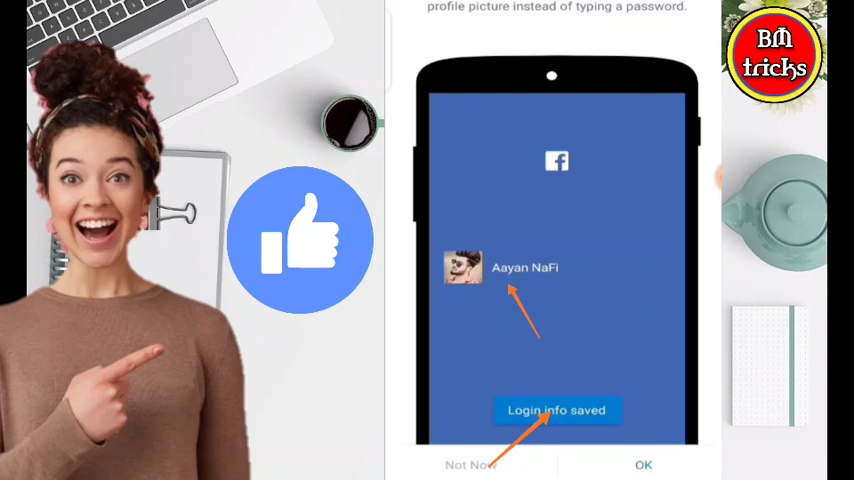 profile picture instead of typing a password.
BM
tricks
f
Aayan NaFi
Login info saved
Not Now
OK